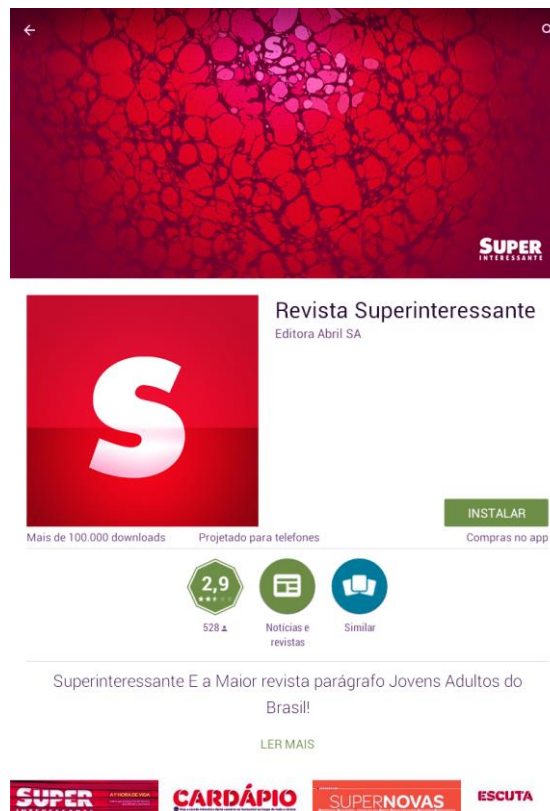 S
SUPER
INTERESSANTE
Revista Superinteressante
Editora Abril SA
S
INSTALAR
Mais de 100.000 downloads
Projetado para telefones
Compras no app
2,9
528
Notícias e
revistas
Similar
Superinteressante E a Maior revista parágrafo Jovens Adultos do
Brasil!
LER MAIS
SUPER
CARDÁPIO
SUPERNOVAS
ESCUTA